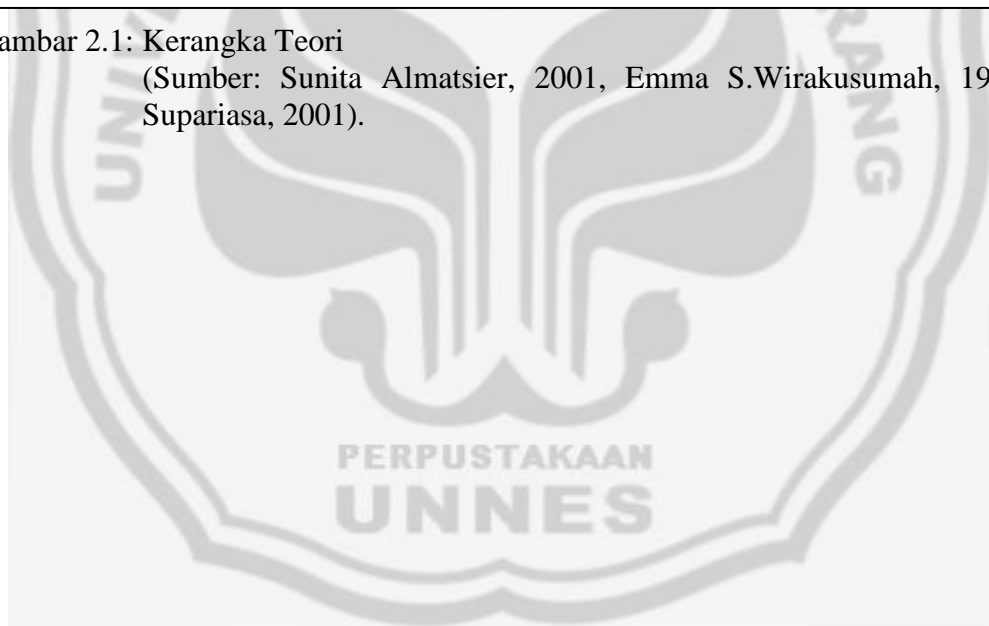 ambar 2.1: Kerangka Teori
(Sumber: Sunita Almatsier, 2001, Emma S.Wirakusumah, 19
Supariasa, 2001).
PERPUSTAKAAN
UNNES